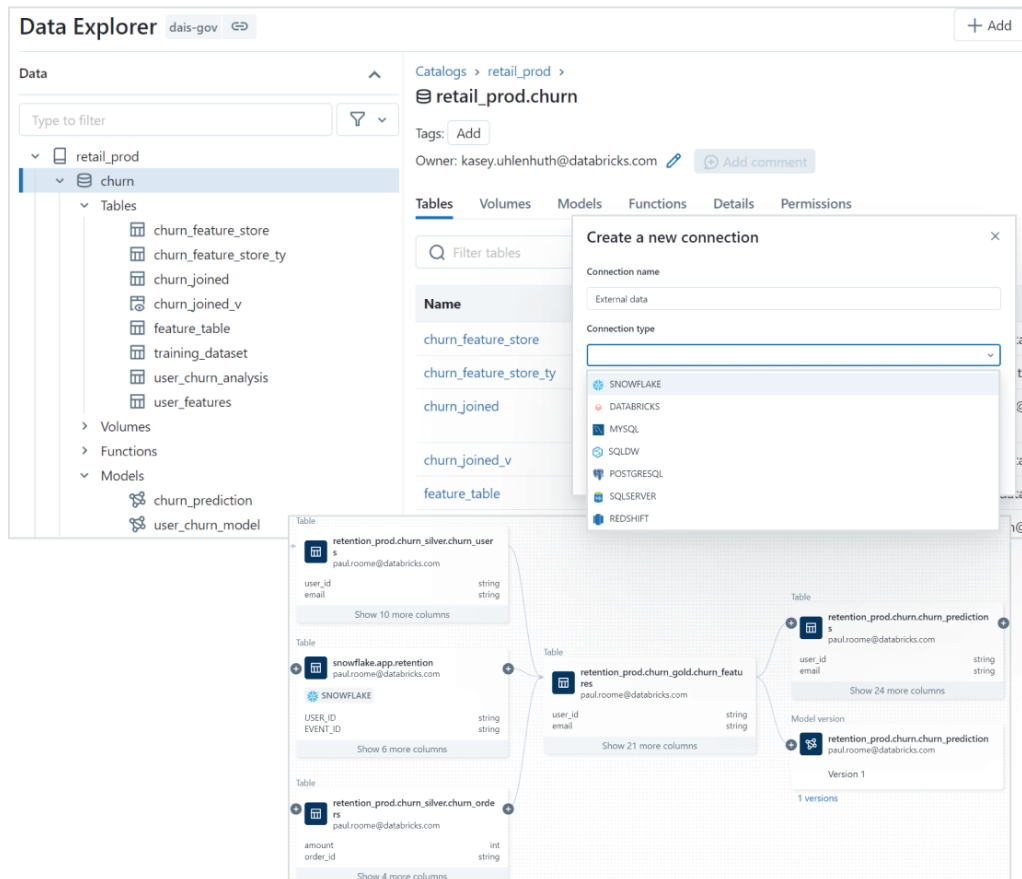 Data Explorer dais-gov
+ Add
Data
Type to filter
retail_prod
churn
Tables
churn_feature_store
churn_feature_store_ty
churn_joined
churn_joined_v
feature_table
training_dataset
user_churn_analysis
user_features
Volumes
Functions
Models
churn_prediction
user_churn_model
Catalogs > retail_prod >
retail_prod.churn
Tags: Add
Owner: kasey.uhlenhuth@databricks.com Add comment
Tables Volumes Models Functions Details Permissions
Filter tables
Name
churn_feature_store
churn_feature_store_ty
churn_joined
churn_joined_v
feature_table
Create a new connection
Connection name
External data
Connection type
SNOWFLAKE
DATABRICKS
MYSQL
SQLDW
POSTGRESQL
SQLSERVER
REDSHIFT
Table
retention_prod.churn_silver.churn_user
s
paul.roome@databricks.com
user_id string
email string
Show 10 more columns
Table
snowflake.app.retention
paul.roome@databricks.com
SNOWFLAKE
USER_ID string
EVENT_ID string
Show 6 more columns
Table
retention_prod.churn_silver.churn_orde
rs
paul.roome@databricks.com
amount int
order_id string
Show 4 more columns
Table
retention_prod.churn_gold.churn_featu
res
paul.roome@databricks.com
user_id string
email string
Show 21 more columns
Table
retention_prod.churn.churn_prediction
s
paul.roome@databricks.com
user_id string
email string
Show 24 more columns
Model version
retention_prod.churn.churn_prediction
paul.roome@databricks.com
Version 1
1 versions